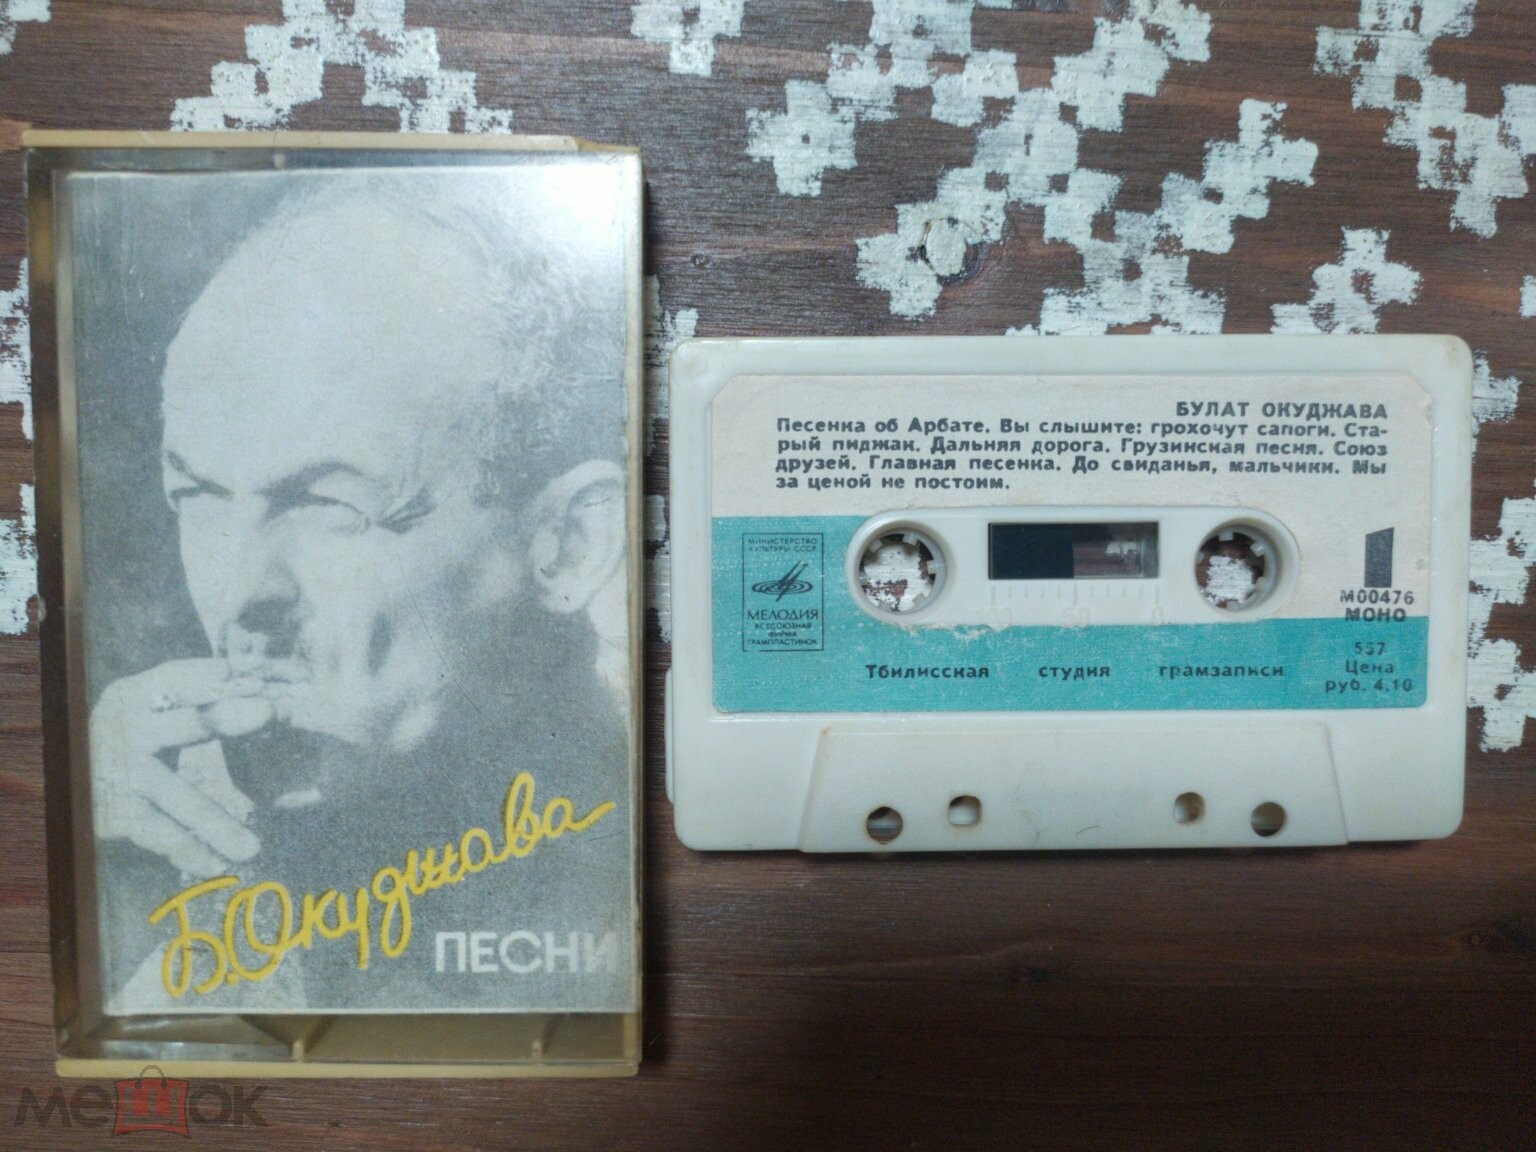 Б. Окуджава
ПЕСНИ
БУЛАТ ОКУДЖАВА
Песенка об Арбате. Вы слышите: грохочут сапоги. Ста-
рый пиджак. Дальняя дорога. Грузинская песня. Союз
друзей. Главная песенка. До свиданья, мальчики. Мы
за ценой не постоим.
МИНИСТЕРСТВО
КУЛЬТУРЫ СССР
МЕЛОДИЯ
ВСЕСОЮЗНАЯ
ФИРМА
ГРАМПЛАСТИНОК
1
М00476
МОНО
557
Цена
руб. 4.10
Тбилисская студия грамзаписи
50
0
мешок